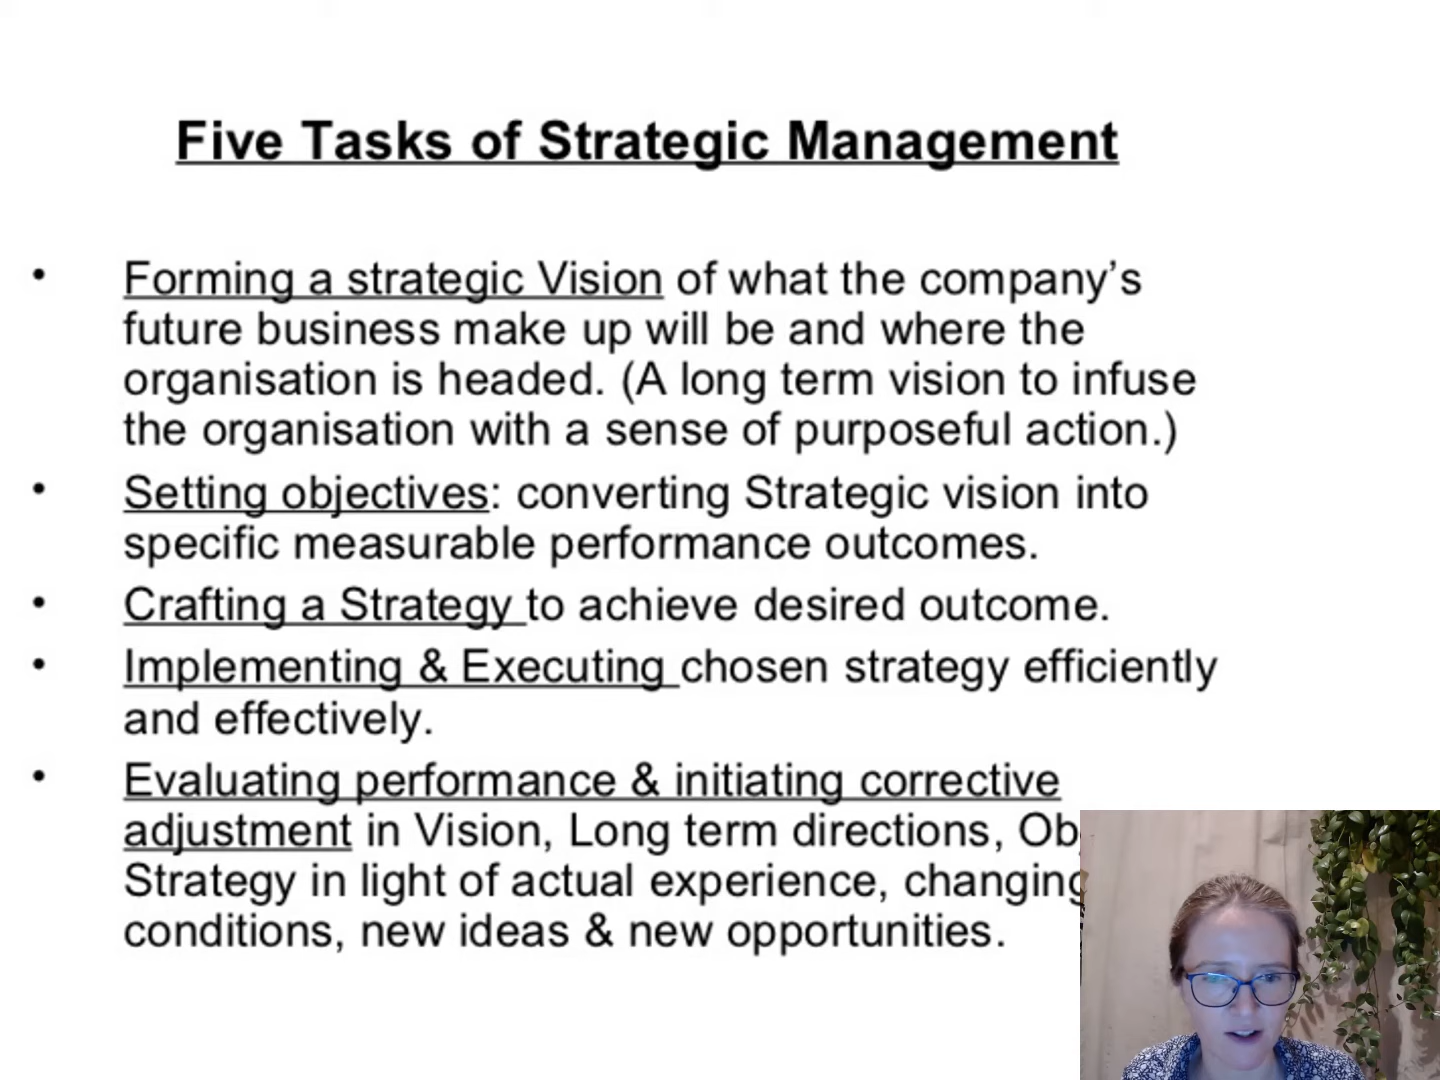 Five Tasks of Strategic Management
• Forming a strategic Vision of what the company's
future business make up will be and where the
organisation is headed. (A long term vision to infuse
the organisation with a sense of purposeful action.)
• Setting objectives: converting Strategic vision into
specific measurable performance outcomes.
• Crafting a Strategy to achieve desired outcome.
• Implementing & Executing chosen strategy efficiently
and effectively.
• Evaluating performance & initiating corrective
adjustment in Vision, Long term directions,
Strategy in light of actual experience, changing
conditions, new ideas & new opportunities.